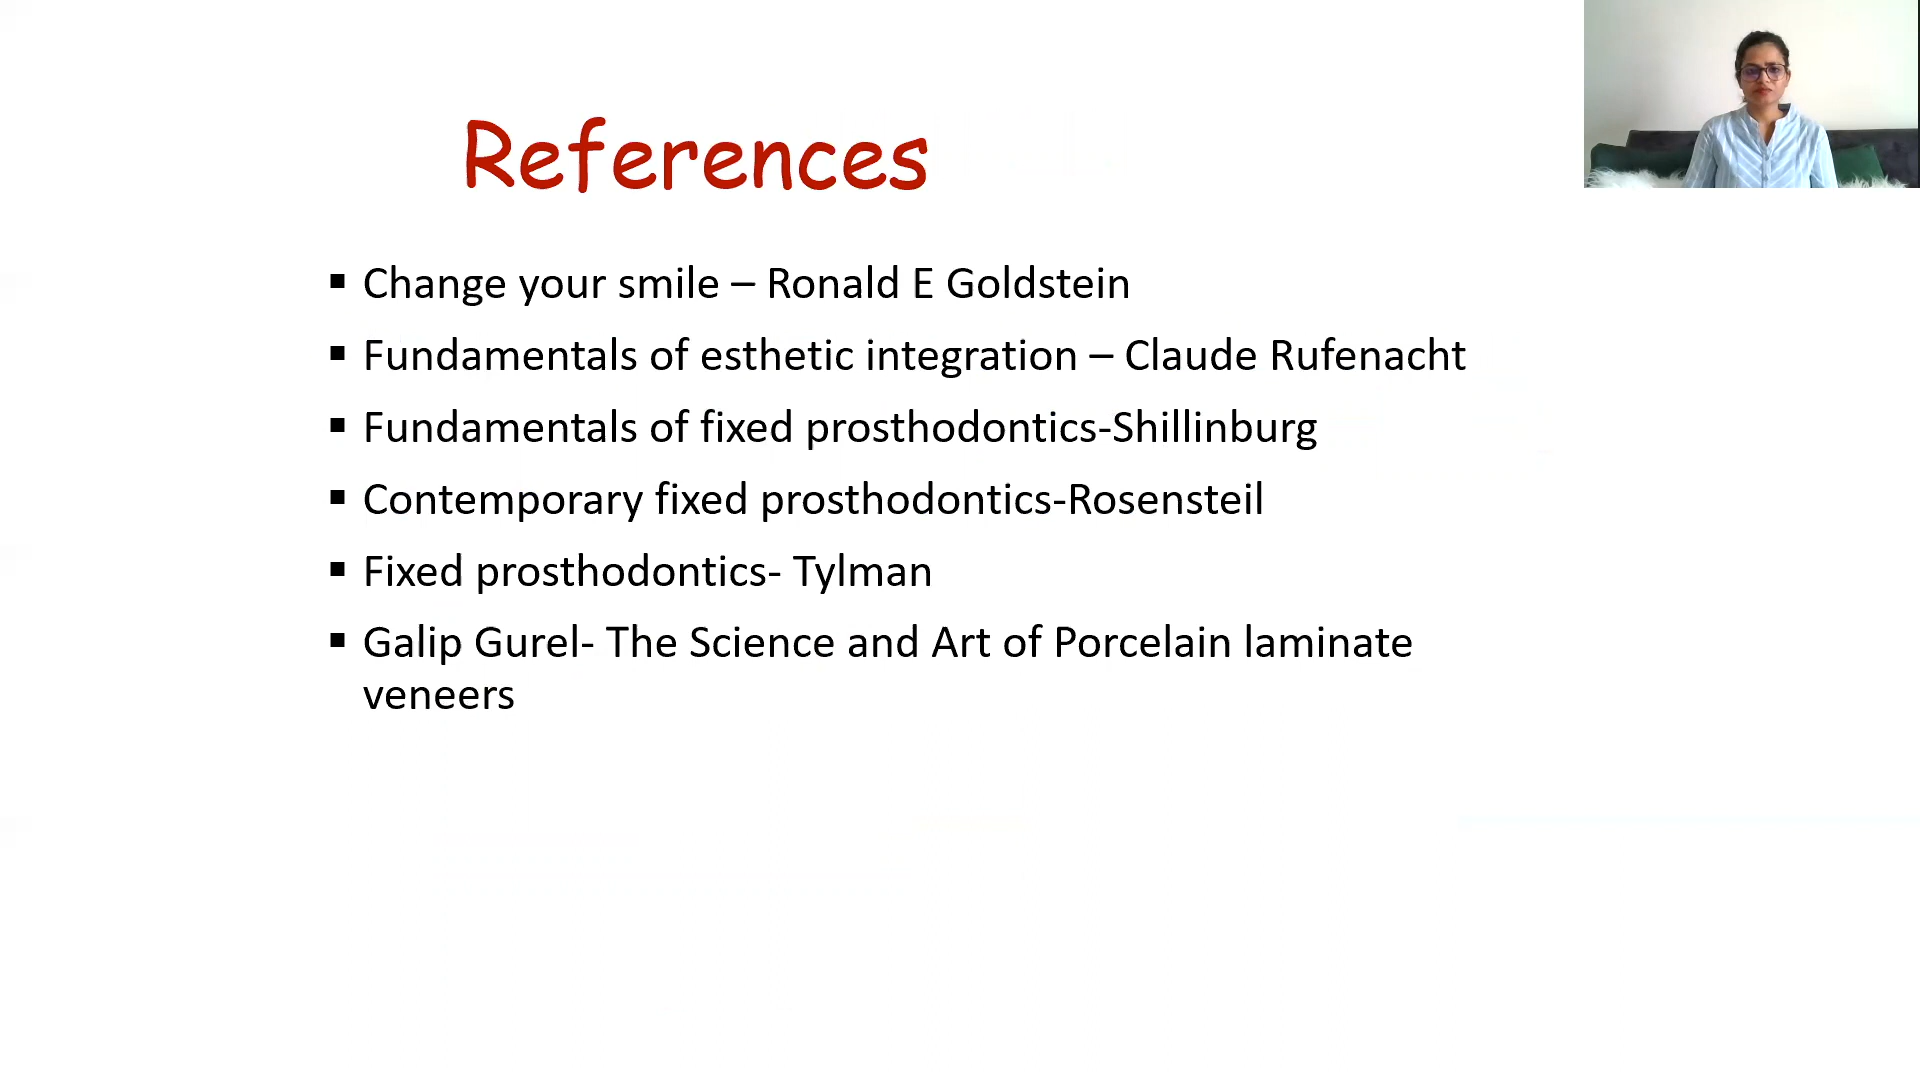 References
▪ Change your smile – Ronald E Goldstein
▪ Fundamentals of esthetic integration – Claude Rufenacht
▪ Fundamentals of fixed prosthodontics-Shillinburg
▪ Contemporary fixed prosthodontics-Rosensteil
▪ Fixed prosthodontics- Tylman
▪ Galip Gurel- The Science and Art of Porcelain laminate
veneers